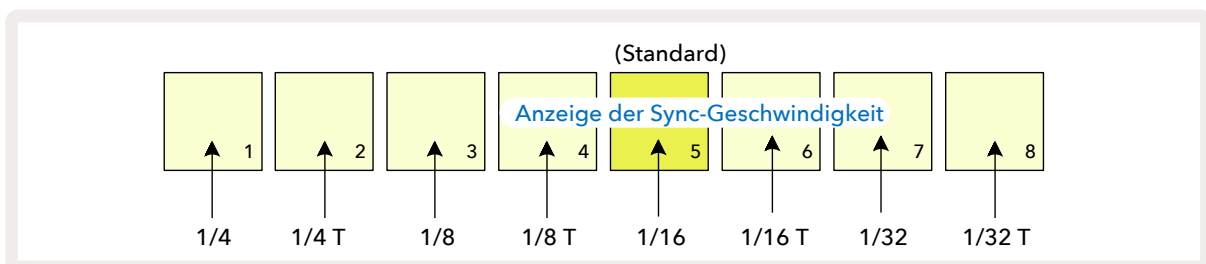 (Standard)
Anzeige der Sync-Geschwindigkeit
1 2 3 4 5 6 7 8
1/4 1/4 T 1/8 1/8 T 1/16 1/16 T 1/32 1/32 T